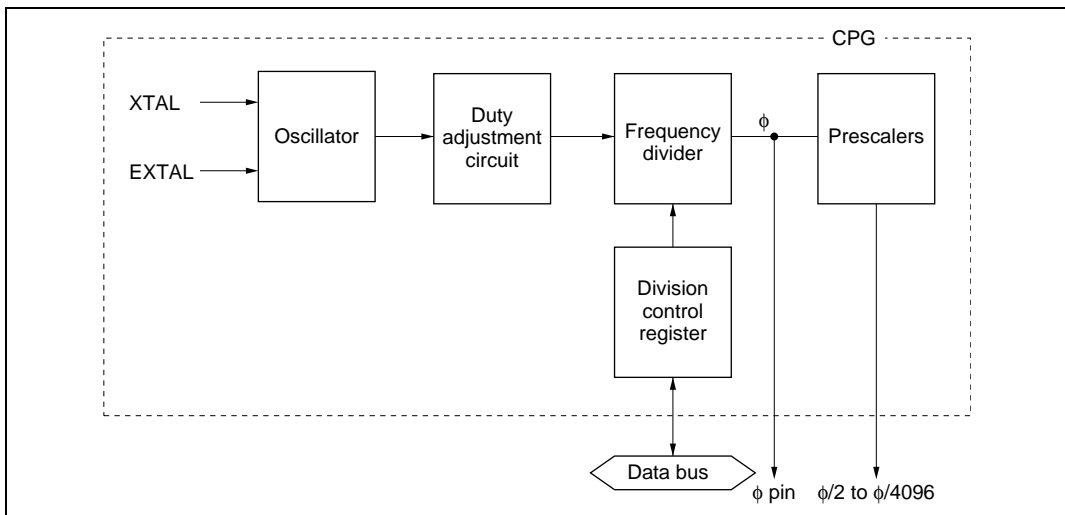 CPG
XTAL
EXTAL
Oscillator
Duty
adjustment
circuit
Frequency
divider
ϕ
Prescalers
Division
control
register
Data bus
ϕ pin
ϕ/2 to ϕ/4096